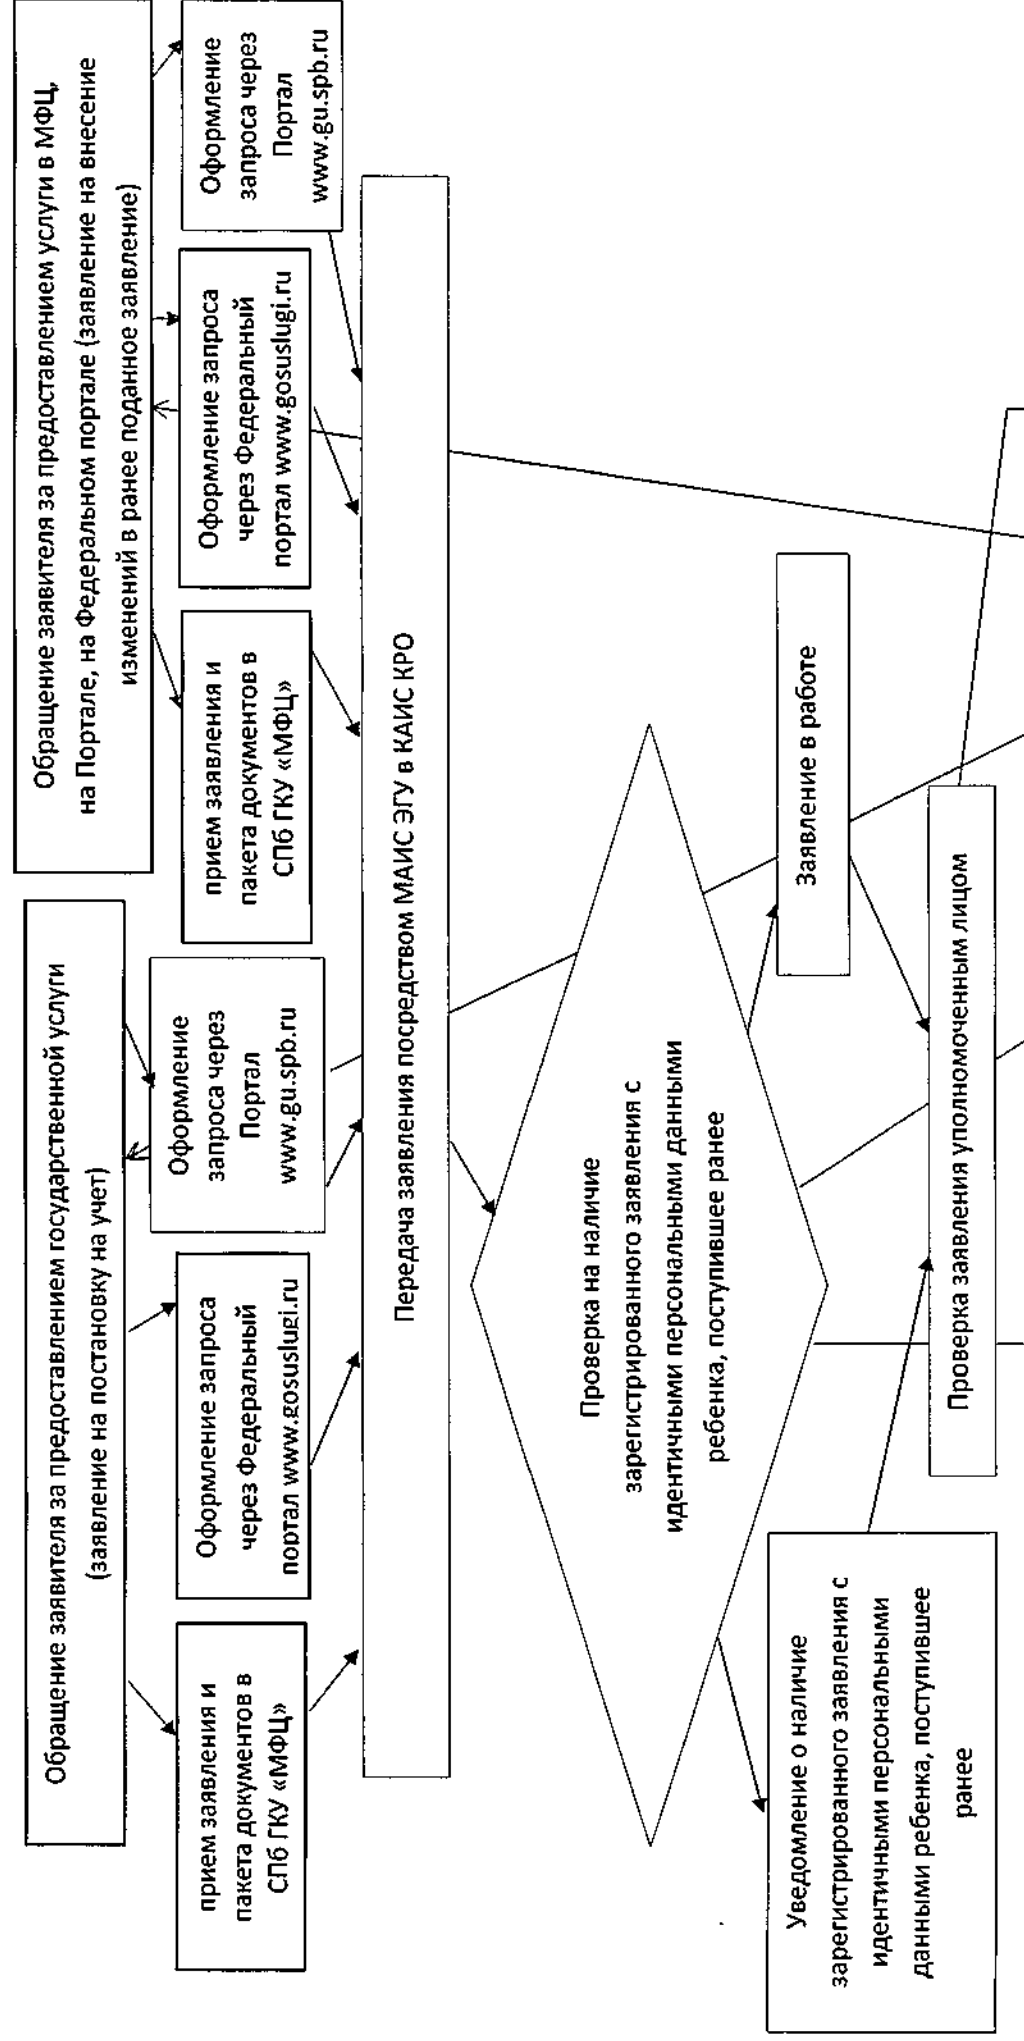 Обращение заявителя за предоставлением государственной услуги
(заявление на постановку на учет)
Обращение заявителя за предоставлением услуги в МФЦ,
на Портале, на Федеральном портале (заявление на внесение
изменений в ранее поданное заявление)
прием заявления и
пакета документов в
СПб ГКУ «МФЦ»
Оформление запроса
через Федеральный
портал www.gosuslugi.ru
Оформление
запроса через
Портал
www.gu.spb.ru
прием заявления и
пакета документов в
СПб ГКУ «МФЦ»
Оформление запроса
через Федеральный
портал www.gosuslugi.ru
Оформление
запроса через
Портал
www.gu.spb.ru
Передача заявления посредством МАИС ЭГУ в КАИС КРО
Проверка на наличие
зарегистрированного заявления с
идентичными персональными данными
ребенка, поступившее ранее
Уведомление о наличие
зарегистрированного заявления с
идентичными персональными
данными ребенка, поступившее
ранее
Заявление в работе
Проверка заявления уполномоченным лицом